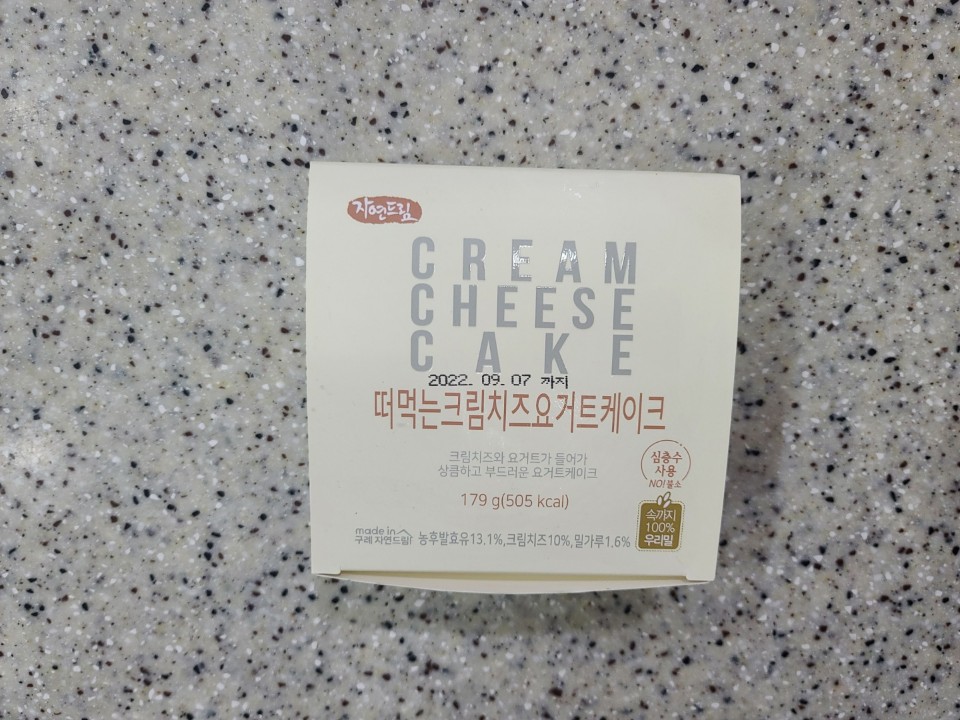 자연드림
CREAM
CHEESE
CAKE
2022. 09. 07 까지
떠먹는크림치즈요거트케이크
크림치즈와 요거트가 들어가
상큼하고 부드러운 요거트케이크
심층수
사용
NO!불소
179 g(505 kcal)
속까지
100%
우리밀
made in
구례 자연드림
농후발효유13.1%,크림치즈10%,밀가루1.6%